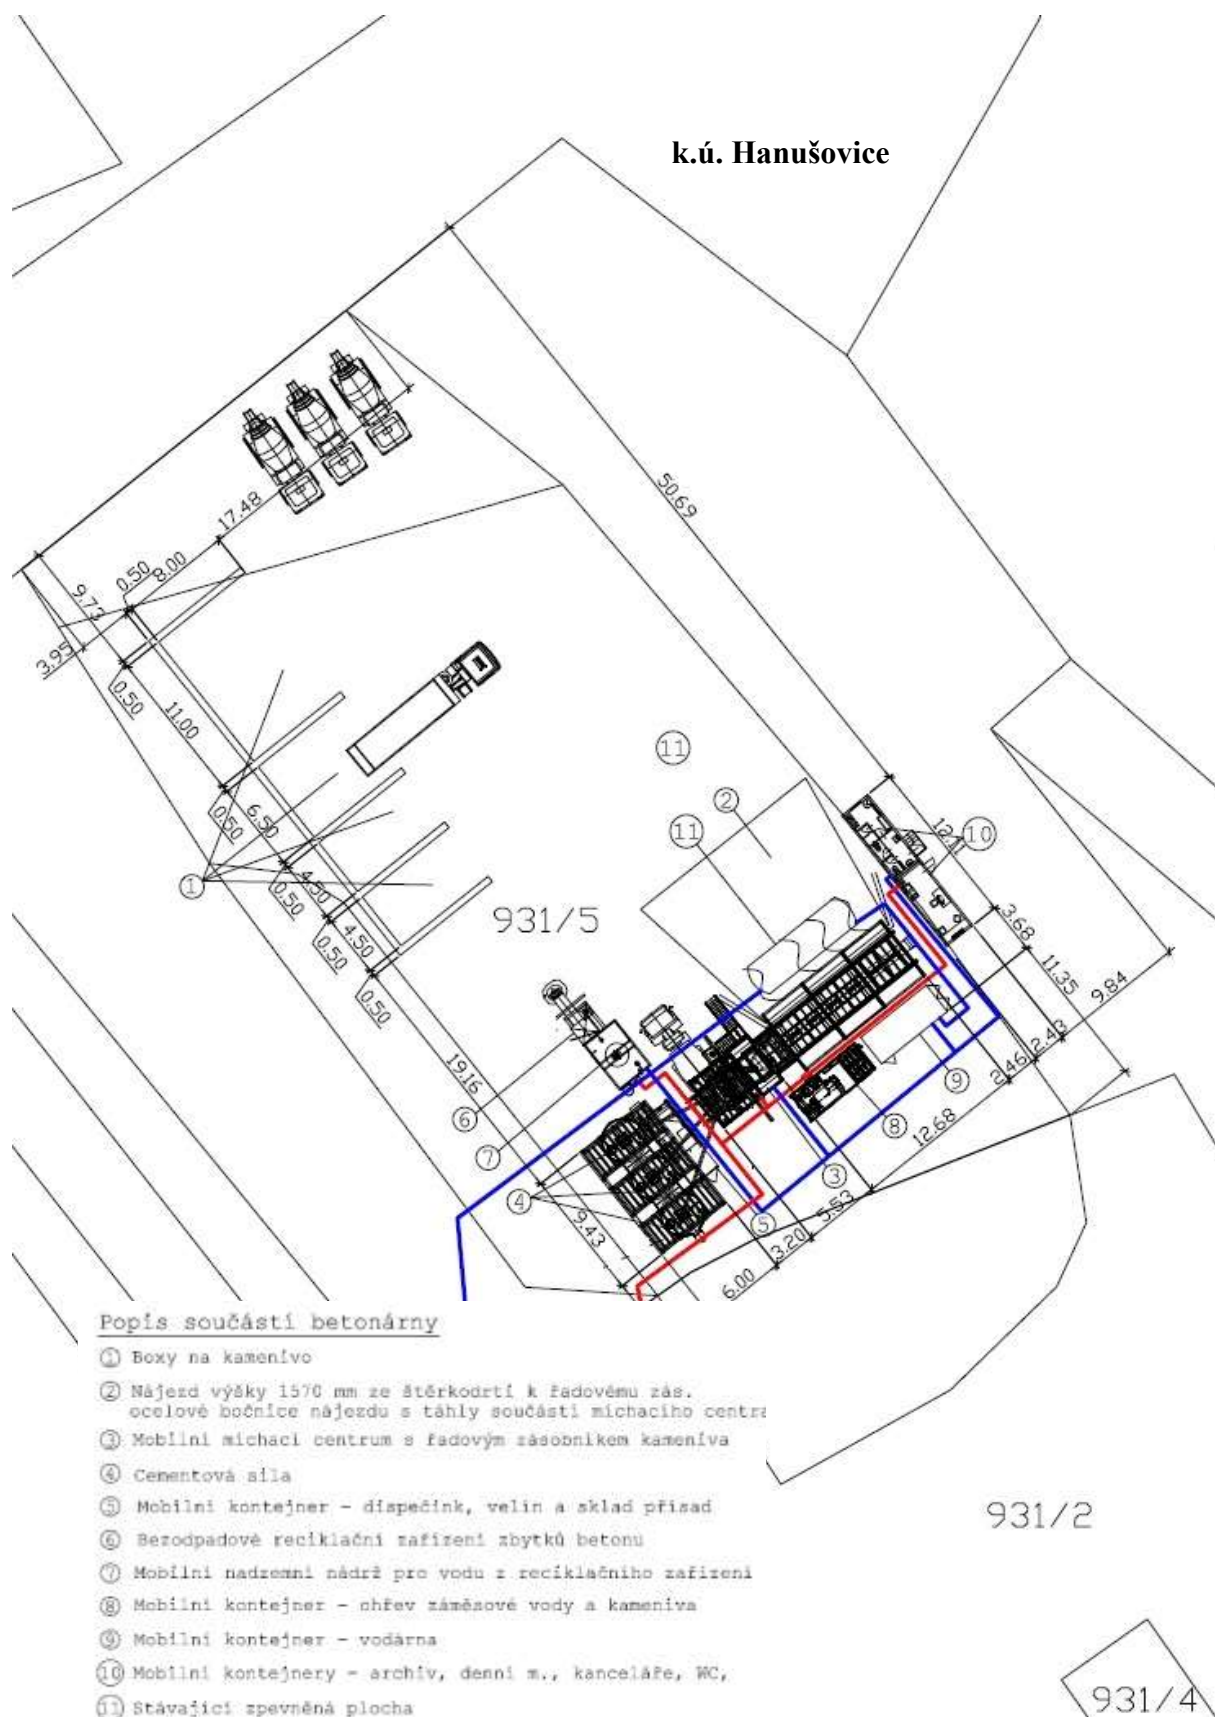 k.ú. Hanušovice
50.69
17.48
0.50
8.00
9.73
3.95
0.50
11.00
0.50
6.50
0.50
4.50
0.50
4.50
0.50
19.16
9.43
11
2
11
10
1
931/5
3.68
11.35
9.84
2.43
2.46
9
8
12.68
6
7
4
3
5
5.53
3.20
6.00
Popis součástí betonárny
1 Boxy na kamenivo
2 Nájezd výšky 1570 mm ze štěrkodrti k řadovému zás.
ocelové bočnice nájezdu s táhly součástí míchacího centra
3 Mobilní míchací centrum s řadovým zásobníkem kameniva
4 Cementová sila
5 Mobilní kontejner - dispečink, velín a sklad přísad
6 Bezodpadové reciklační zařízení zbytků betonu
7 Mobilní nadzemní nádrž pro vodu z reciklačního zařízení
8 Mobilní kontejner - ohřev záměsové vody a kameniva
9 Mobilní kontejner - vodárna
10 Mobilní kontejnery - archiv, denní m., kanceláře, WC,
11 Stávající zpevněná plocha
931/2
931/4